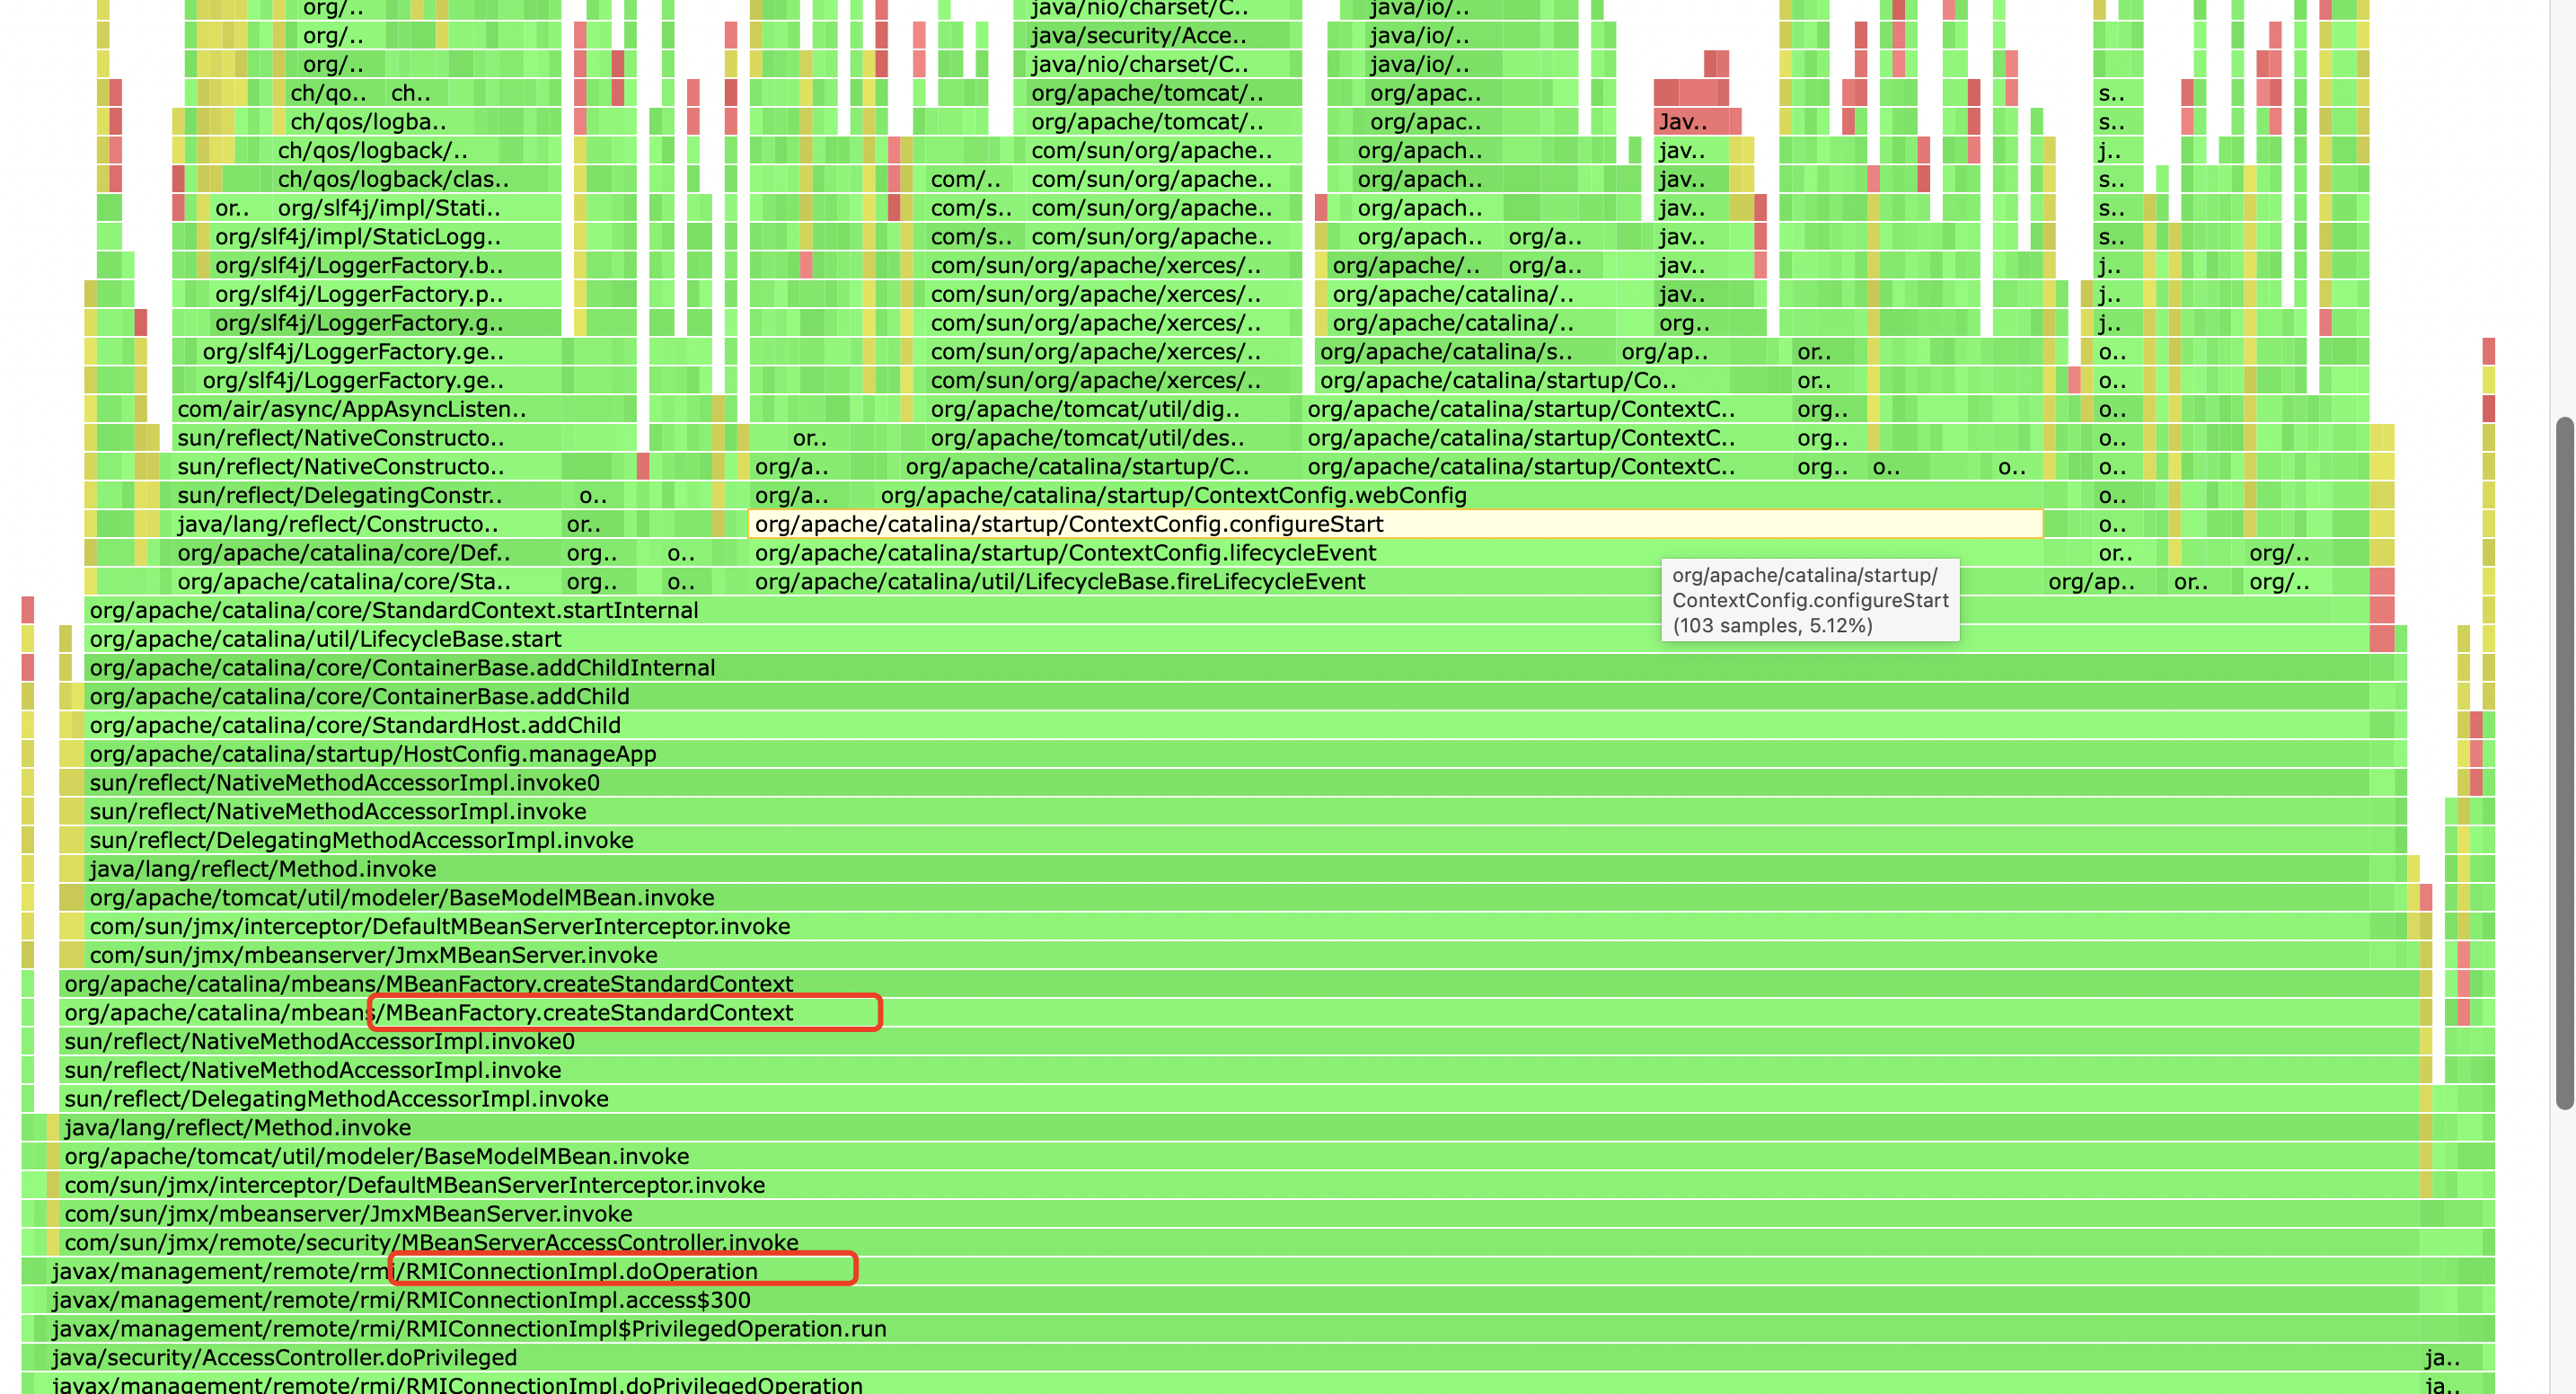 org/.. java/nio/charset/C.. java/io/..
org/.. java/security/Acce.. java/io/..
org/.. java/nio/charset/C.. java/io/..
ch/qo.. ch.. org/apache/tomcat/.. org/apac.. s..
ch/qos/logba.. org/apache/tomcat/.. org/apac.. Jav.. s..
ch/qos/logback/.. com/sun/org/apache.. org/apach.. jav.. j..
ch/qos/logback/clas.. com/.. com/sun/org/apache.. org/apach.. jav.. s..
or.. org/slf4j/impl/Stati.. com/s.. com/sun/org/apache.. org/apach.. jav.. s..
org/slf4j/impl/StaticLogg.. com/s.. com/sun/org/apache.. org/apach.. org/a.. jav.. s..
org/slf4j/LoggerFactory.b.. com/sun/org/apache/xerces/.. org/apache/.. org/a.. jav.. j..
org/slf4j/LoggerFactory.p.. com/sun/org/apache/xerces/.. org/apache/catalina/.. jav.. j..
org/slf4j/LoggerFactory.g.. com/sun/org/apache/xerces/.. org/apache/catalina/.. org.. j..
org/slf4j/LoggerFactory.ge.. com/sun/org/apache/xerces/.. org/apache/catalina/s.. org/ap.. or.. o..
org/slf4j/LoggerFactory.ge.. com/sun/org/apache/xerces/.. org/apache/catalina/startup/Co.. or.. o..
com/air/async/AppAsyncListen.. org/apache/tomcat/util/dig.. org/apache/catalina/startup/ContextC.. org.. o..
sun/reflect/NativeConstructo.. or.. org/apache/tomcat/util/des.. org/apache/catalina/startup/ContextC.. org.. o..
sun/reflect/NativeConstructo.. org/a.. org/apache/catalina/startup/C.. org/apache/catalina/startup/ContextC.. org.. o.. o.. o..
sun/reflect/DelegatingConstr.. o.. org/a.. org/apache/catalina/startup/ContextConfig.webConfig o..
java/lang/reflect/Constructo.. or.. org/apache/catalina/startup/ContextConfig.configureStart o..
org/apache/catalina/core/Def.. org.. o.. org/apache/catalina/startup/ContextConfig.lifecycleEvent or.. org/..
org/apache/catalina/core/Sta.. org.. o.. org/apache/catalina/util/LifecycleBase.fireLifecycleEvent org/ap.. or.. org/..
org/apache/catalina/startup/
ContextConfig.configureStart
(103 samples, 5.12%)
org/apache/catalina/core/StandardContext.startInternal
org/apache/catalina/util/LifecycleBase.start
org/apache/catalina/core/ContainerBase.addChildInternal
org/apache/catalina/core/ContainerBase.addChild
org/apache/catalina/core/StandardHost.addChild
org/apache/catalina/startup/HostConfig.manageApp
sun/reflect/NativeMethodAccessorImpl.invoke0
sun/reflect/NativeMethodAccessorImpl.invoke
sun/reflect/DelegatingMethodAccessorImpl.invoke
java/lang/reflect/Method.invoke
org/apache/tomcat/util/modeler/BaseModelMBean.invoke
com/sun/jmx/interceptor/DefaultMBeanServerInterceptor.invoke
com/sun/jmx/mbeanserver/JmxMBeanServer.invoke
org/apache/catalina/mbeans/MBeanFactory.createStandardContext
org/apache/catalina/mbeans/MBeanFactory.createStandardContext
sun/reflect/NativeMethodAccessorImpl.invoke0
sun/reflect/NativeMethodAccessorImpl.invoke
sun/reflect/DelegatingMethodAccessorImpl.invoke
java/lang/reflect/Method.invoke
org/apache/tomcat/util/modeler/BaseModelMBean.invoke
com/sun/jmx/interceptor/DefaultMBeanServerInterceptor.invoke
com/sun/jmx/mbeanserver/JmxMBeanServer.invoke
com/sun/jmx/remote/security/MBeanServerAccessController.invoke
javax/management/remote/rmi/RMIConnectionImpl.doOperation
javax/management/remote/rmi/RMIConnectionImpl.access$300
javax/management/remote/rmi/RMIConnectionImpl$PrivilegedOperation.run
java/security/AccessController.doPrivileged ja..
javax/management/remote/rmi/RMIConnectionImpl.doPrivilegedOperation ja..